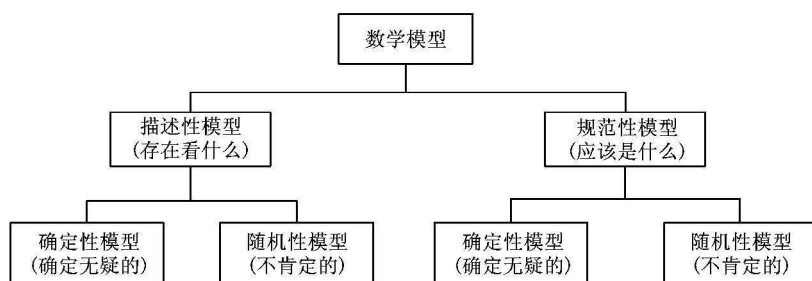 数学模型
描述性模型
(存在看什么)
规范性模型
(应该是什么)
确定性模型
(确定无疑的)
随机性模型
(不肯定的)
确定性模型
(确定无疑的)
随机性模型
(不肯定的)